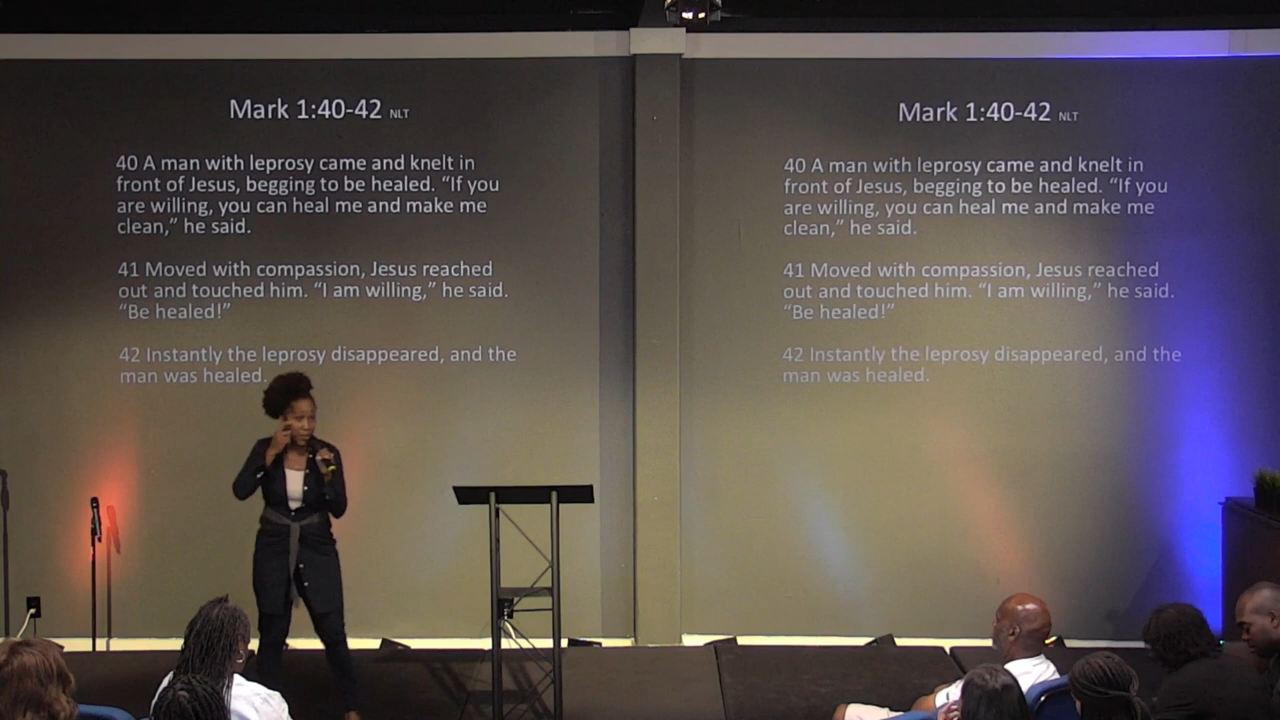 Mark 1:40-42 NLT
40 A man with leprosy came and knelt in
front of Jesus, begging to be healed. “If you
are willing, you can heal me and make me
clean,” he said.
41 Moved with compassion, Jesus reached
out and touched him. “I am willing,” he said.
“Be healed!”
42 Instantly the leprosy disappeared, and the
man was healed.
Mark 1:40-42 NLT
40 A man with leprosy came and knelt in
front of Jesus, begging to be healed. “If you
are willing, you can heal me and make me
clean,” he said.
41 Moved with compassion, Jesus reached
out and touched him. “I am willing,” he said.
“Be healed!”
42 Instantly the leprosy disappeared, and the
man was healed.